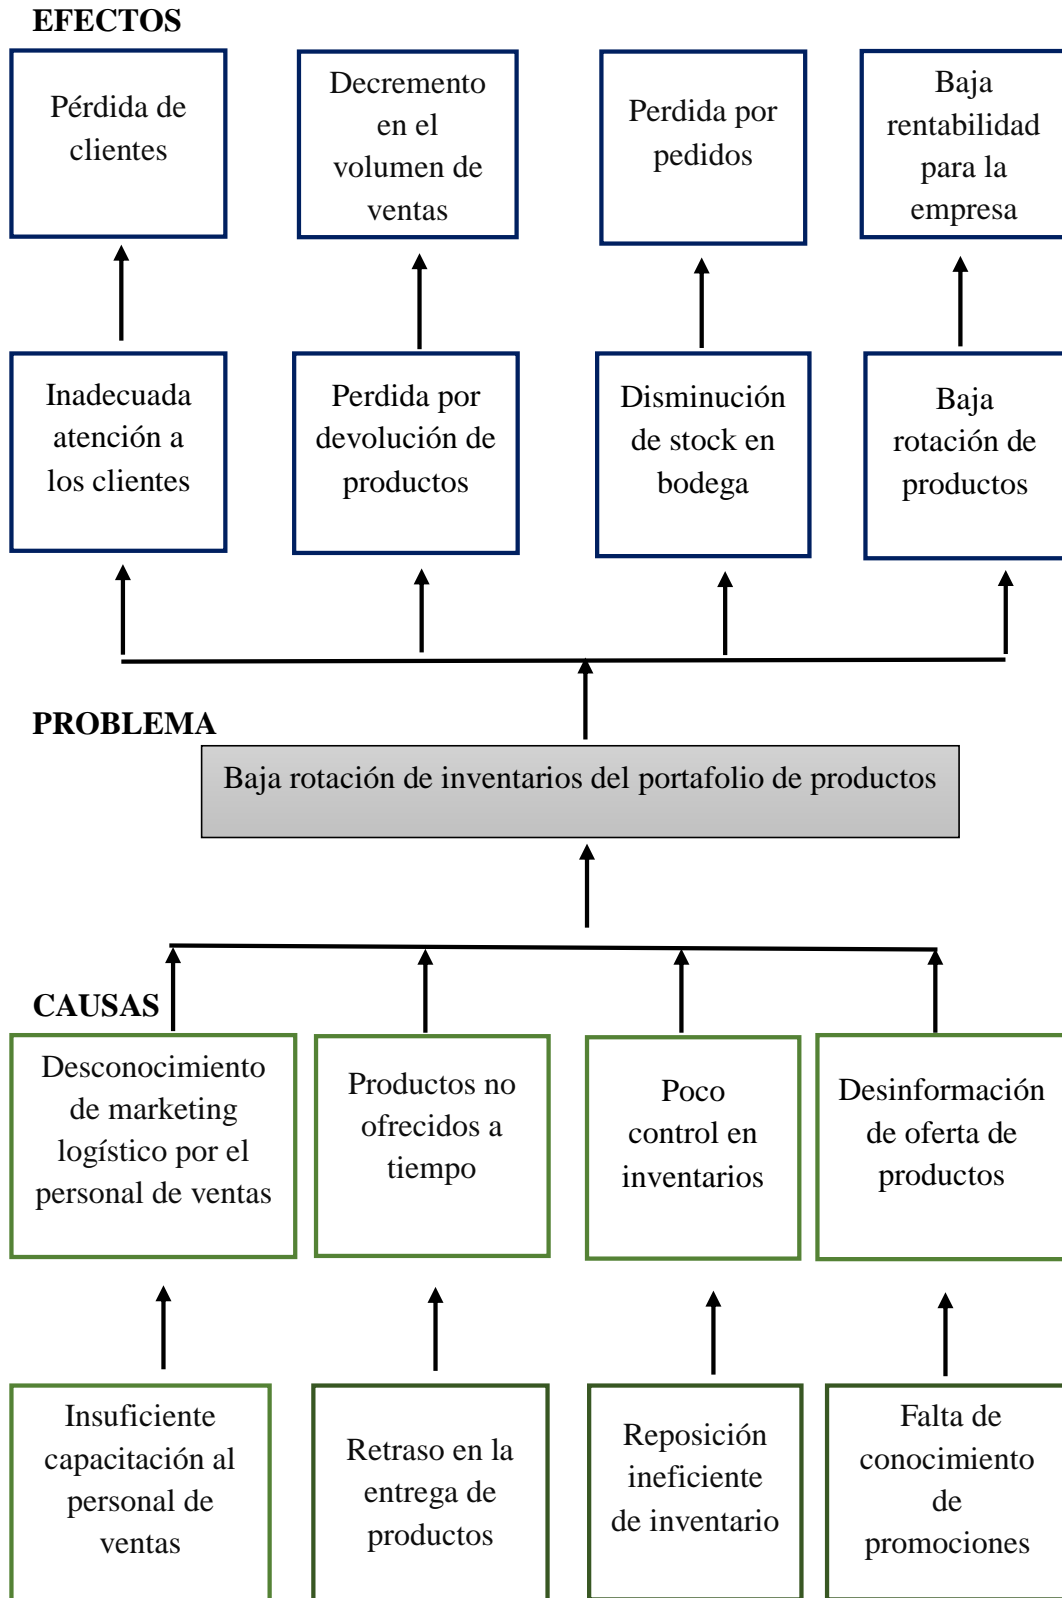 EFECTOS
Pérdida de
clientes
Decremento
en el
volumen de
ventas
Perdida por
pedidos
Baja
rentabilidad
para la
empresa
Inadecuada
atención a
los clientes
Perdida por
devolución de
productos
Disminución
de stock en
bodega
Baja
rotación de
productos
PROBLEMA
Baja rotación de inventarios del portafolio de productos
CAUSAS
Desconocimiento
de marketing
logístico por el
personal de ventas
Productos no
ofrecidos a
tiempo
Poco
control en
inventarios
Desinformación
de oferta de
productos
Insuficiente
capacitación al
personal de
ventas
Retraso en la
entrega de
productos
Reposición
ineficiente
de inventario
Falta de
conocimiento
de
promociones